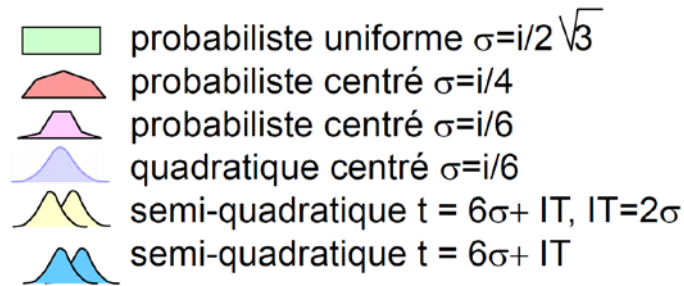 probabiliste uniforme σ=i/2√3
probabiliste centré σ=i/4
probabiliste centré σ=i/6
quadratique centré σ=i/6
semi-quadratique t = 6σ+ IT, IT=2σ
semi-quadratique t = 6σ+ IT